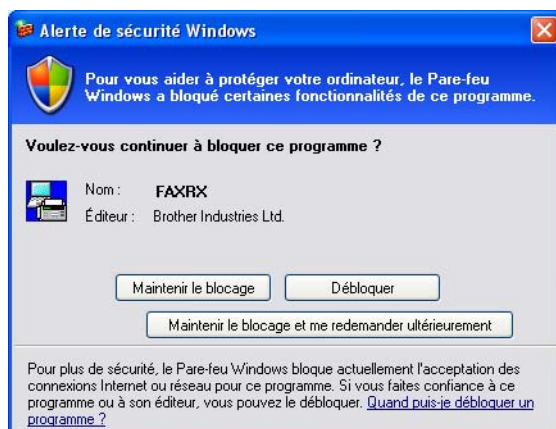 Alerte de sécurité Windows
Pour vous aider à protéger votre ordinateur, le Pare-feu
Windows a bloqué certaines fonctionnalités de ce programme.
Voulez-vous continuer à bloquer ce programme ?
Nom : FAXRX
Éditeur : Brother Industries Ltd.
Maintenir le blocage Débloquer
Maintenir le blocage et me redemander ultérieurement
Pour plus de sécurité, le Pare-feu Windows bloque actuellement l'acceptation des
connexions Internet ou réseau pour ce programme. Si vous faites confiance à ce
programme ou à son éditeur, vous pouvez le débloquer. Quand puis-je débloquer un
programme ?